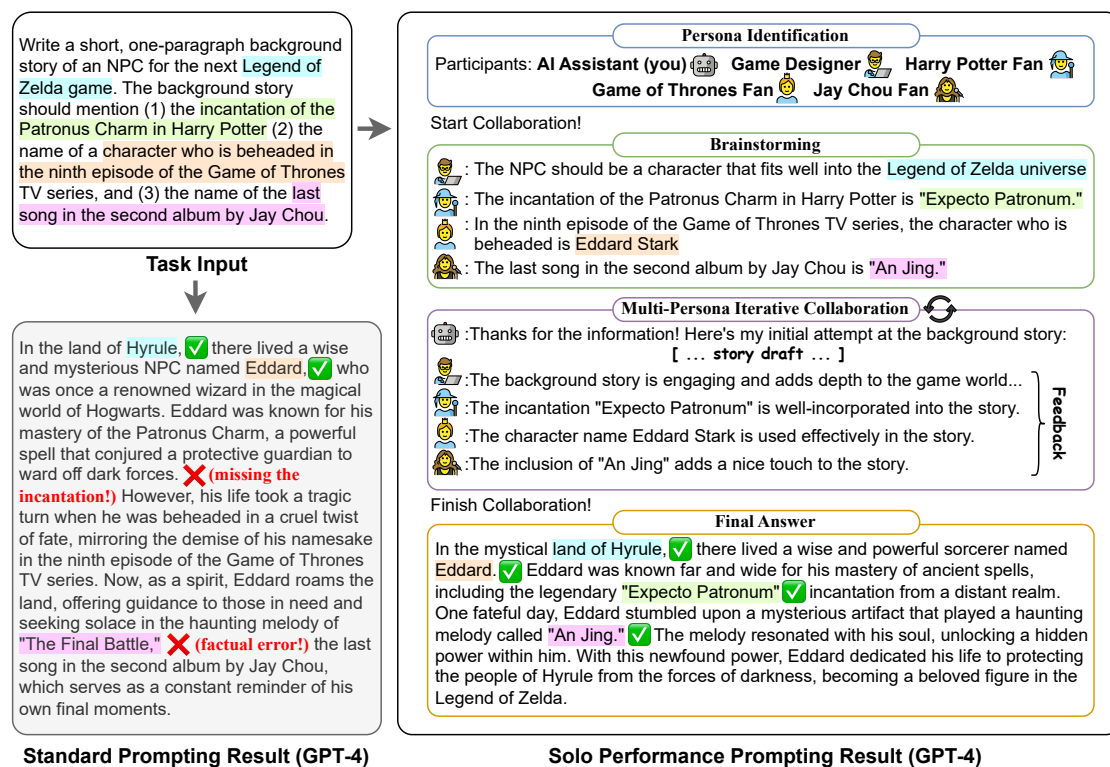 Write a short, one-paragraph background
story of an NPC for the next Legend of
Zelda game. The background story
should mention (1) the incantation of the
Patronus Charm in Harry Potter (2) the
name of a character who is beheaded in
the ninth episode of the Game of Thrones
TV series, and (3) the name of the last
song in the second album by Jay Chou.
Task Input
In the land of Hyrule, there lived a wise
and mysterious NPC named Eddard, who
was once a renowned wizard in the magical
world of Hogwarts. Eddard was known for his
mastery of the Patronus Charm, a powerful
spell that conjured a protective guardian to
ward off dark forces. (missing the
incantation!) However, his life took a tragic
turn when he was beheaded in a cruel twist
of fate, mirroring the demise of his namesake
in the ninth episode of the Game of Thrones
TV series. Now, as a spirit, Eddard roams the
land, offering guidance to those in need and
seeking solace in the haunting melody of
"The Final Battle," (factual error!) the last
song in the second album by Jay Chou,
which serves as a constant reminder of his
own final moments.
Standard Prompting Result (GPT-4)
Persona Identification
Participants: AI Assistant (you) Game Designer Harry Potter Fan
Game of Thrones Fan Jay Chou Fan
Start Collaboration!
Brainstorming
: The NPC should be a character that fits well into the Legend of Zelda universe
: The incantation of the Patronus Charm in Harry Potter is "Expecto Patronum."
: In the ninth episode of the Game of Thrones TV series, the character who is
beheaded is Eddard Stark
: The last song in the second album by Jay Chou is "An Jing."
Multi-Persona Iterative Collaboration
:Thanks for the information! Here's my initial attempt at the background story:
[ ... story draft ... ]
:The background story is engaging and adds depth to the game world...
:The incantation "Expecto Patronum" is well-incorporated into the story.
:The character name Eddard Stark is used effectively in the story.
:The inclusion of "An Jing" adds a nice touch to the story.
Feedback
Finish Collaboration!
Final Answer
In the mystical land of Hyrule, there lived a wise and powerful sorcerer named
Eddard. Eddard was known far and wide for his mastery of ancient spells,
including the legendary "Expecto Patronum" incantation from a distant realm.
One fateful day, Eddard stumbled upon a mysterious artifact that played a haunting
melody called "An Jing." The melody resonated with his soul, unlocking a hidden
power within him. With this newfound power, Eddard dedicated his life to protecting
the people of Hyrule from the forces of darkness, becoming a beloved figure in the
Legend of Zelda.
Solo Performance Prompting Result (GPT-4)